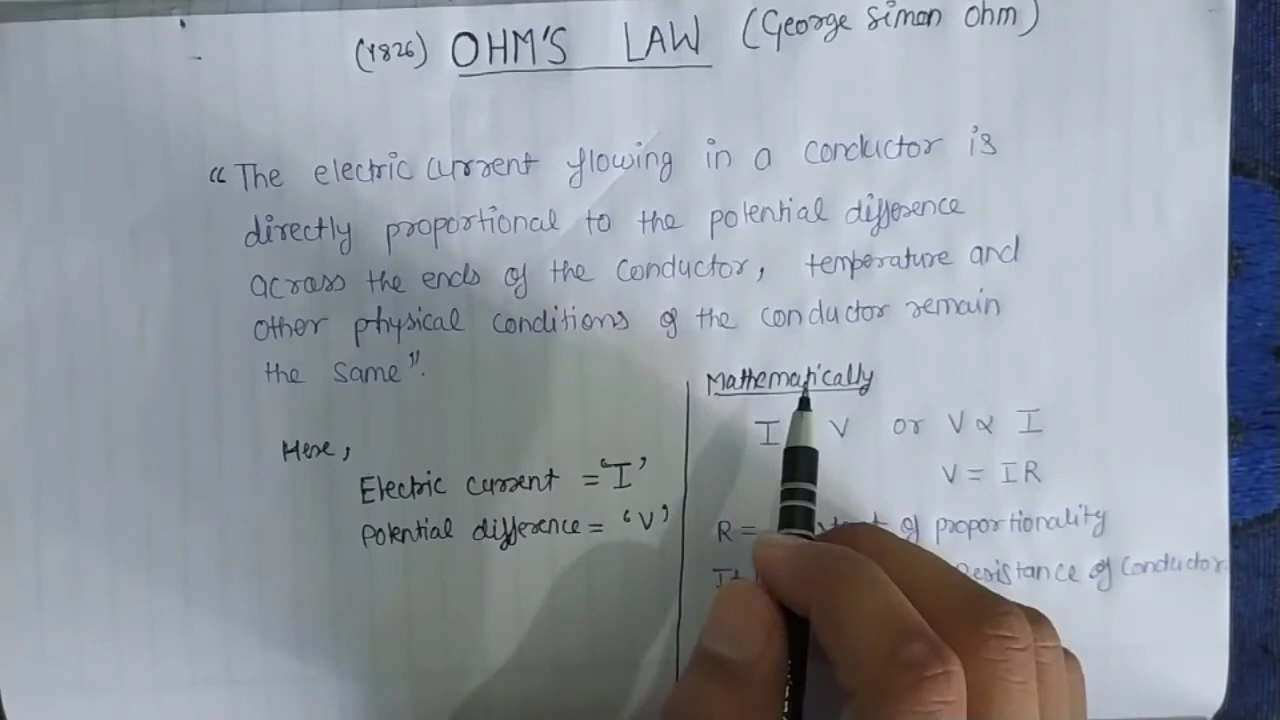 (1826) OHM'S LAW (George Simon Ohm)
"The electric current flowing in a conductor is
directly proportional to the potential difference
across the ends of the conductor, temperature and
other physical conditions of the conductor remain
the same".
Here,
Electric current = 'I'
Potential difference = 'V'
Mathematically
I V or V ∝ I
V = IR
R = of proportionality
Resistance of Conductor.